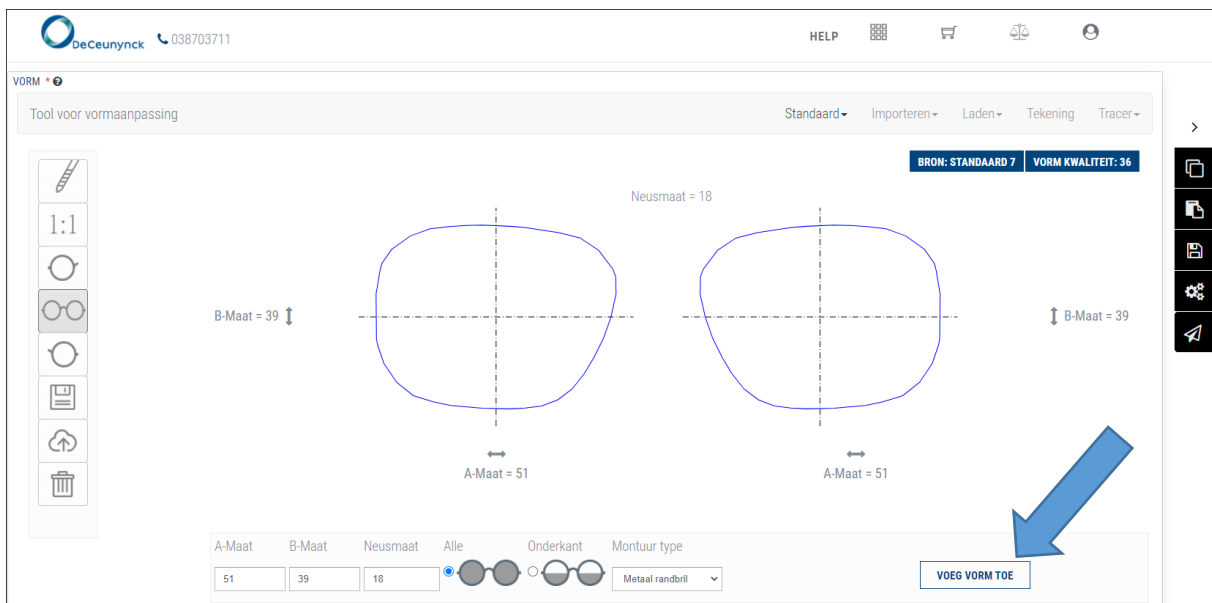 DeCeunynck 038703711 HELP
VORM * 
Tool voor vormaanpassing Standaard Importeren Laden Tekening Tracer
BRON: STANDAARD 7 VORM KWALITEIT: 36
1:1
Neusmaat = 18
B-Maat = 39 B-Maat = 39
A-Maat = 51 A-Maat = 51
A-Maat B-Maat Neusmaat Alle Onderkant Montuur type
51 39 18 Metaal randbril VOEG VORM TOE